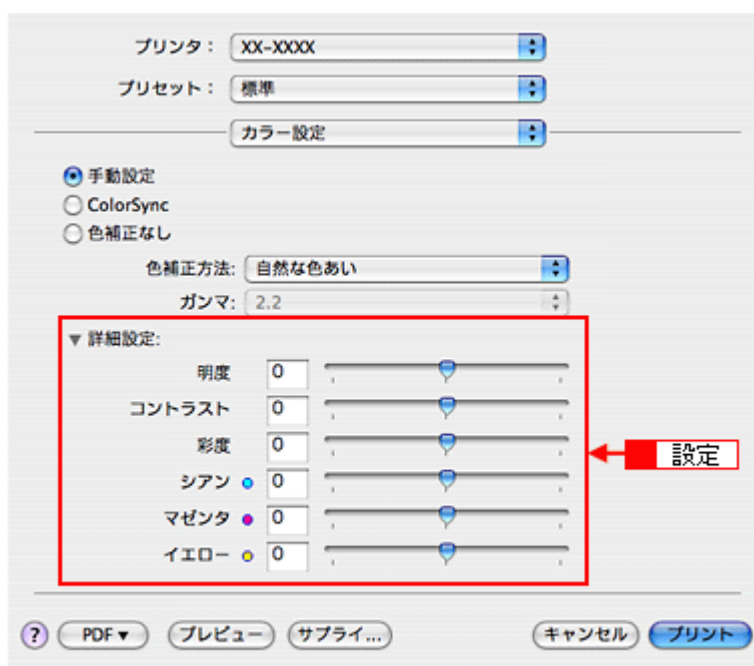 プリンタ： XX-XXXX
プリセット： 標準
カラー設定
手動設定
ColorSync
色補正なし
色補正方法: 自然な色あい
ガンマ: 2.2
▼ 詳細設定:
明度 0
コントラスト 0
彩度 0
シアン 0
マゼンタ 0
イエロー 0
設定
? PDF▼ プレビュー サプライ... キャンセル プリント